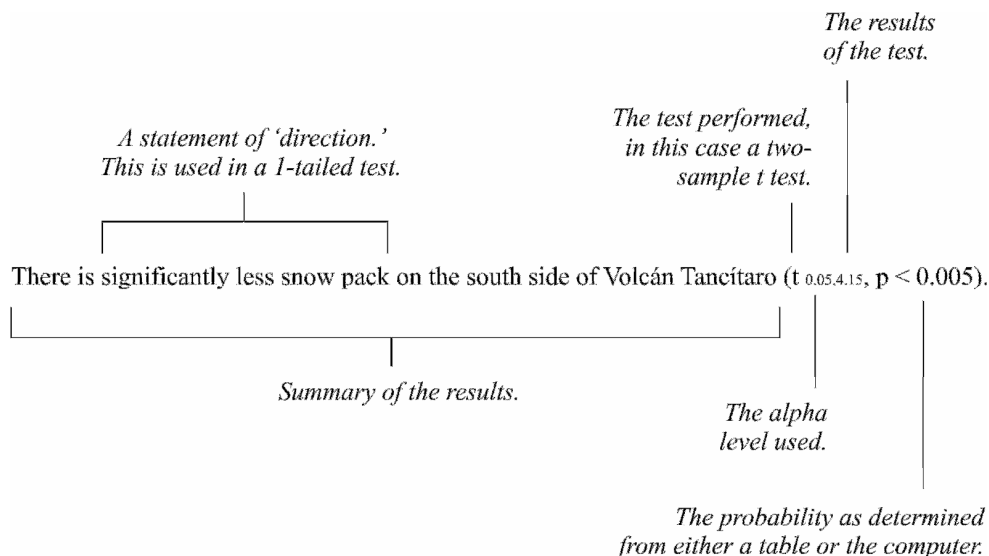 The results
of the test.
The test performed,
in this case a two-
sample t test.
A statement of ‘direction.’
This is used in a 1-tailed test.
There is significantly less snow pack on the south side of Volcán Tancítaro (t 0.05,4.15, p < 0.005).
Summary of the results.
The alpha
level used.
The probability as determined
from either a table or the computer.